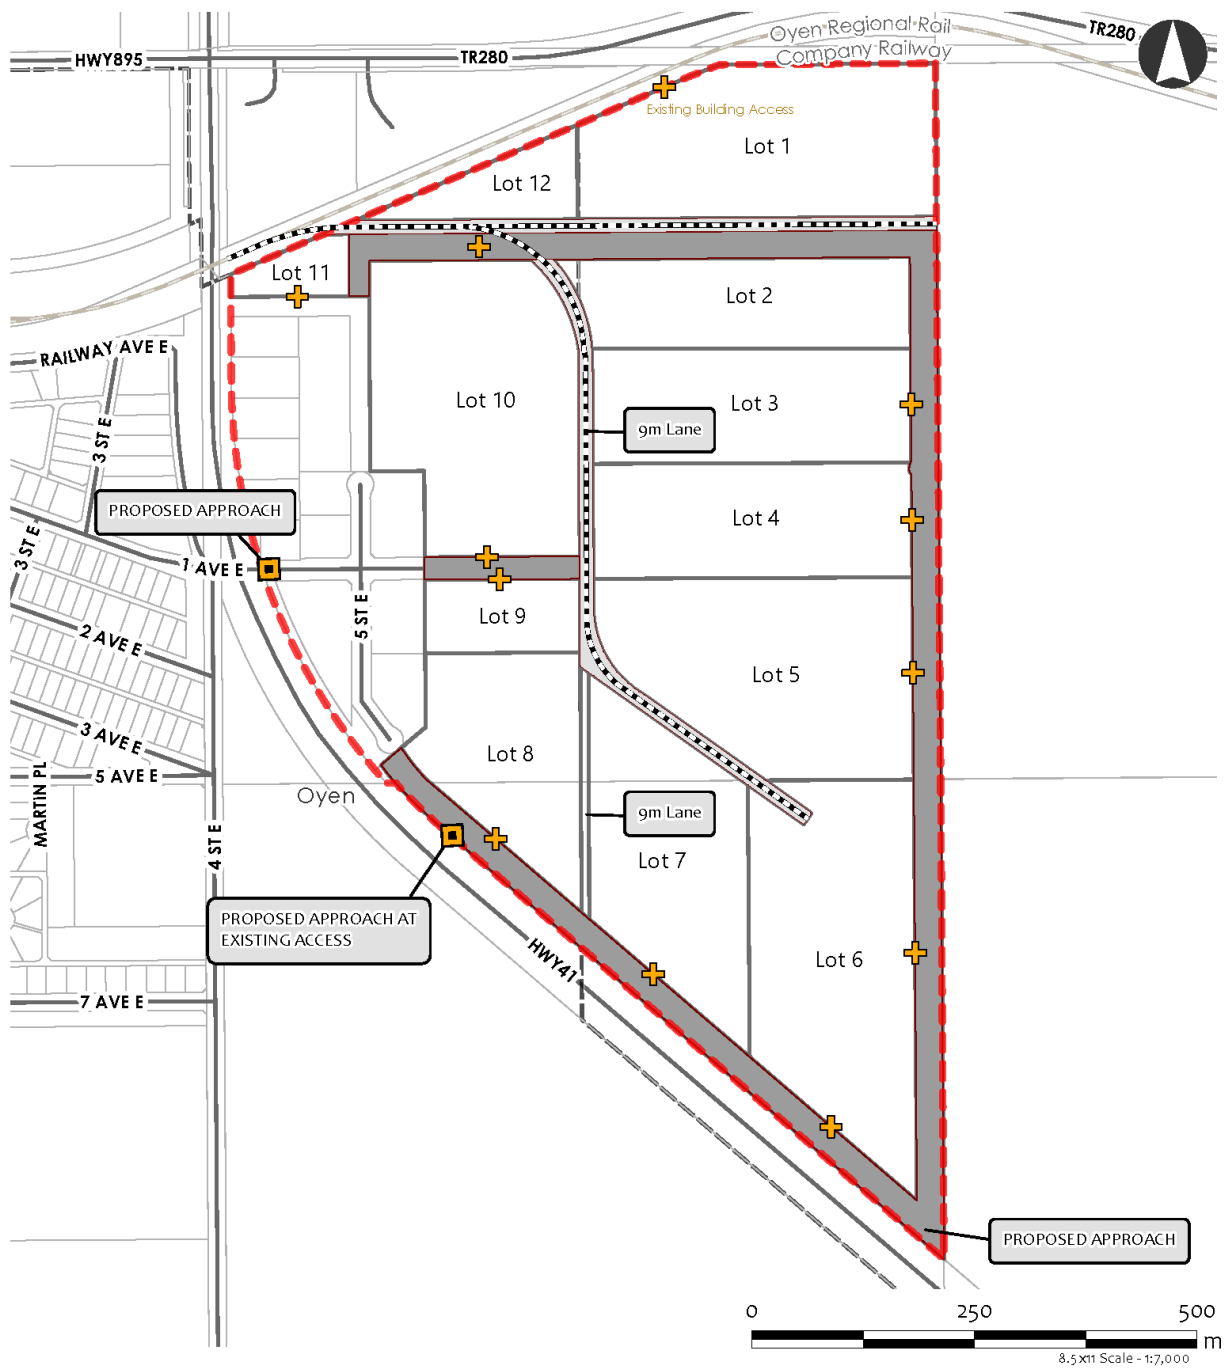 Oyen Regional Rail
Company Railway
TR280
HWY895
TR280
Existing Building Access
Lot 1
Lot 12
Lot 11
Lot 2
RAILWAY AVE E
Lot 10
Lot 3
9m Lane
3 ST E
PROPOSED APPROACH
Lot 4
3 ST E
1 AVE E
5 ST E
Lot 9
2 AVE E
Lot 5
3 AVE E
Lot 8
5 AVE E
MARTIN PL
Oyen
9m Lane
4 ST E
Lot 7
PROPOSED APPROACH AT
EXISTING ACCESS
HWY41
Lot 6
7 AVE E
PROPOSED APPROACH
0 250 500
m
8.5x11 Scale - 1:7,000